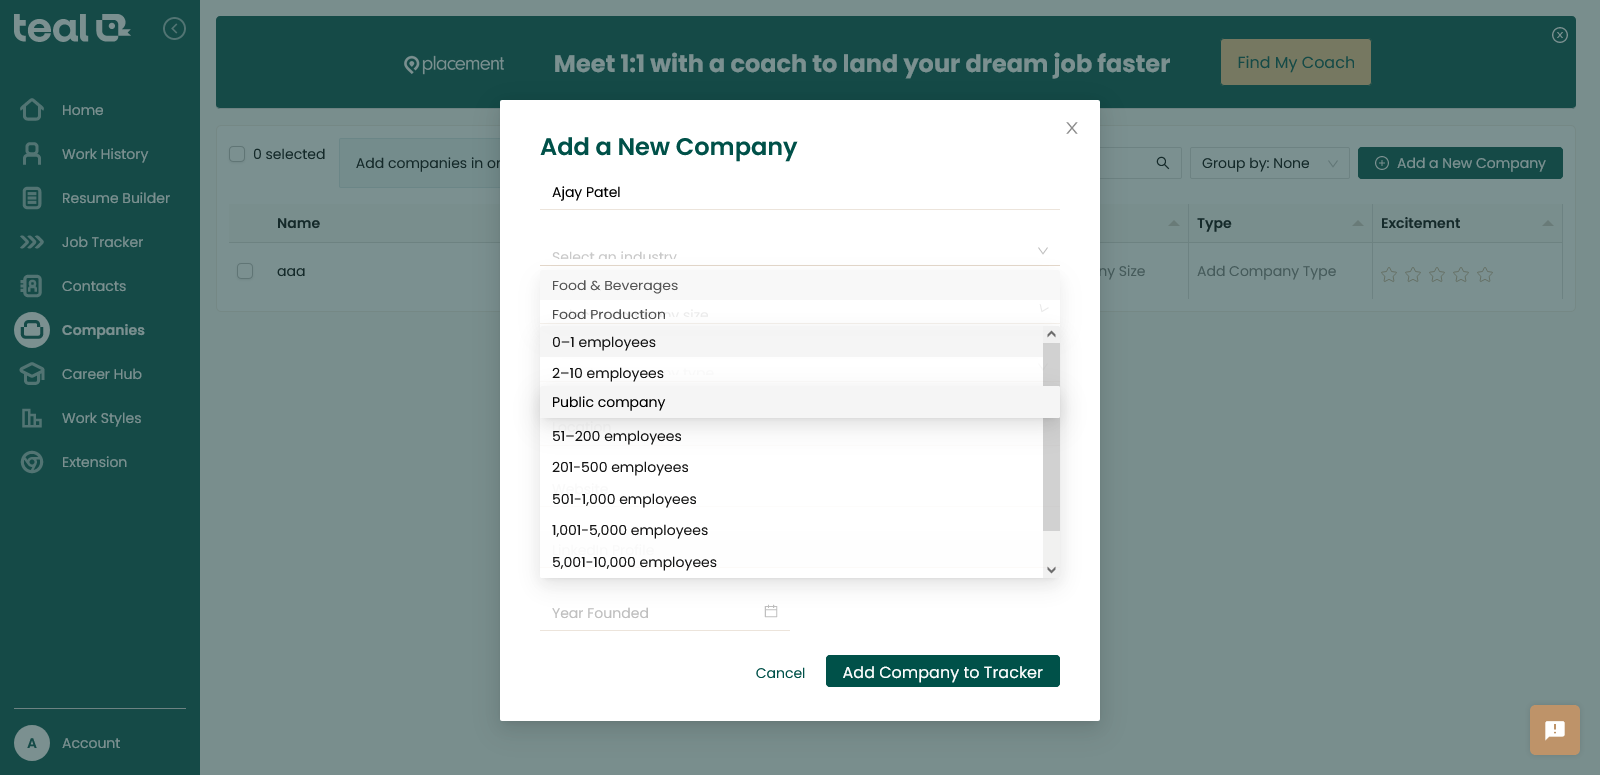 teal
Home
Work History
Resume Builder
Job Tracker
Contacts
Companies
Career Hub
Work Styles
Extension
A Account
placement
Meet 1:1 with a coach to land your dream job faster
Find My Coach
0 selected
Add companies in or
Group by: None
Add a New Company
Name
Type
Excitement
aaa
ny Size
Add Company Type
Add a New Company
Ajay Patel
Select an industry
Food & Beverages
Food Production
0–1 employees
2–10 employees
Public company
51–200 employees
201-500 employees
501-1,000 employees
1,001-5,000 employees
5,001-10,000 employees
Year Founded
Cancel
Add Company to Tracker